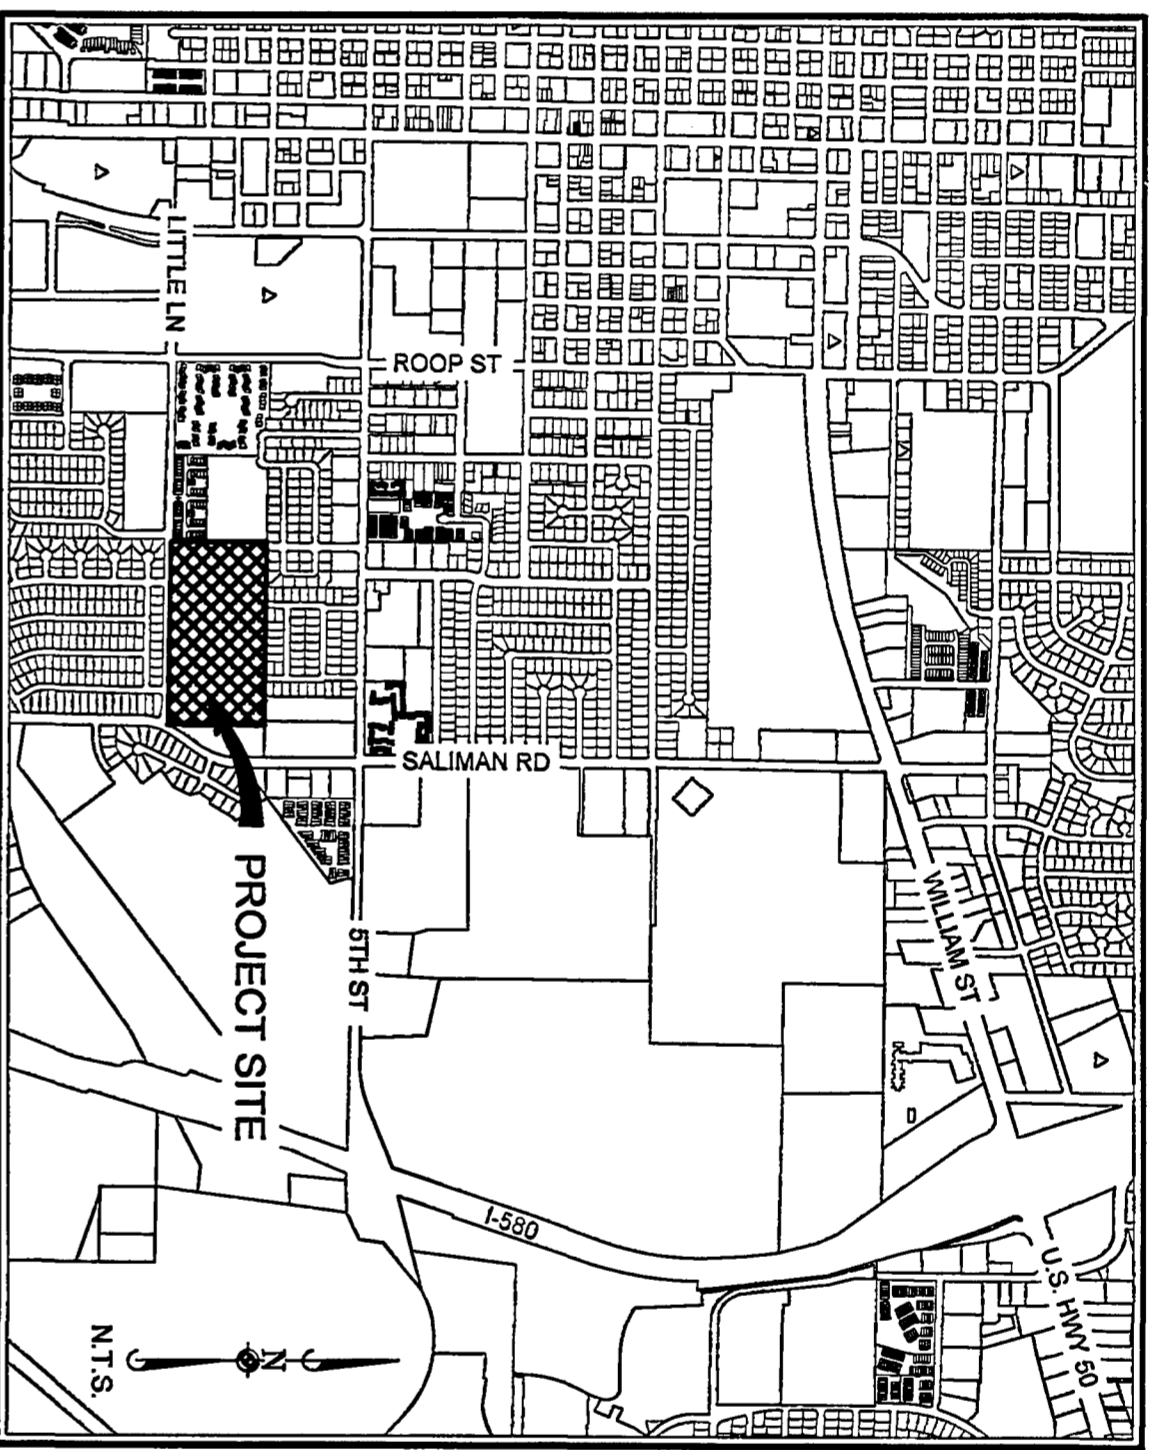 LITTLE LN
ROOP ST
SALIMAN RD
WILLIAM ST
5TH ST
PROJECT SITE
I-580
U.S. HWY 50
N
N.T.S.